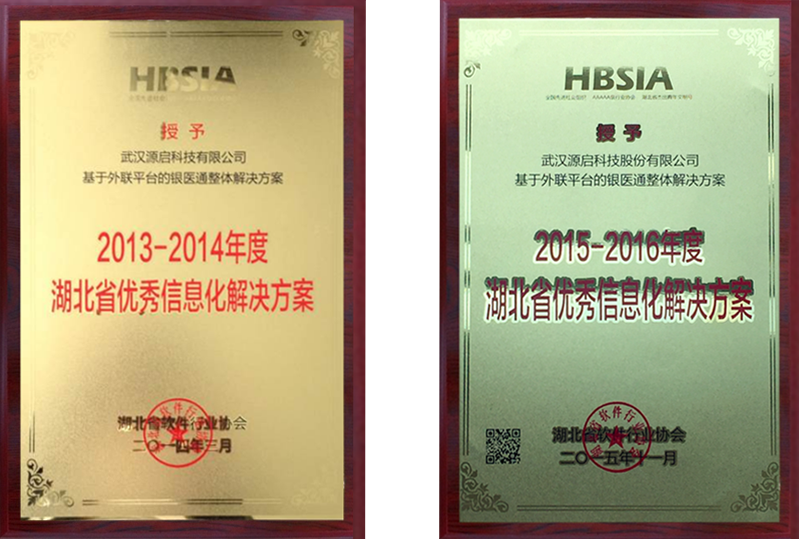 HBSIA
授予
武汉源启科技有限公司
基于外联平台的银医通整体解决方案
2013-2014年度
湖北省优秀信息化解决方案
湖北省软件行业协会
二〇一四年三月
HBSIA
授予
武汉源启科技股份有限公司
基于外联平台的银医通整体解决方案
2015-2016年度
湖北省优秀信息化解决方案
湖北省软件行业协会
二〇一五年十一月